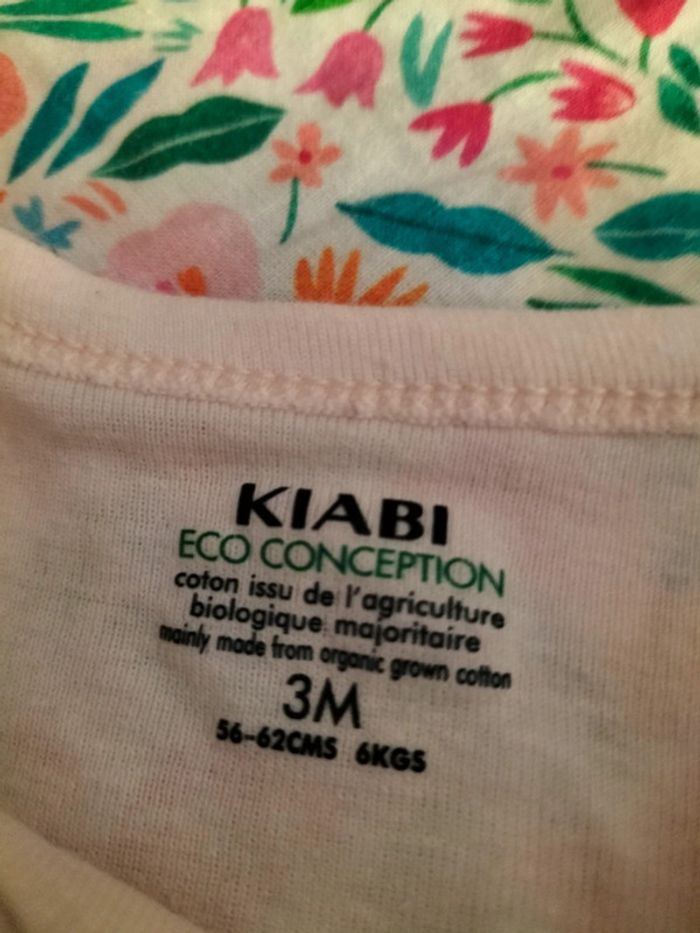 KIABI
ECO CONCEPTION
coton issu de l'agriculture
biologique majoritaire
mainly made from organic grown cotton
3M
56-62CMS 6KGS